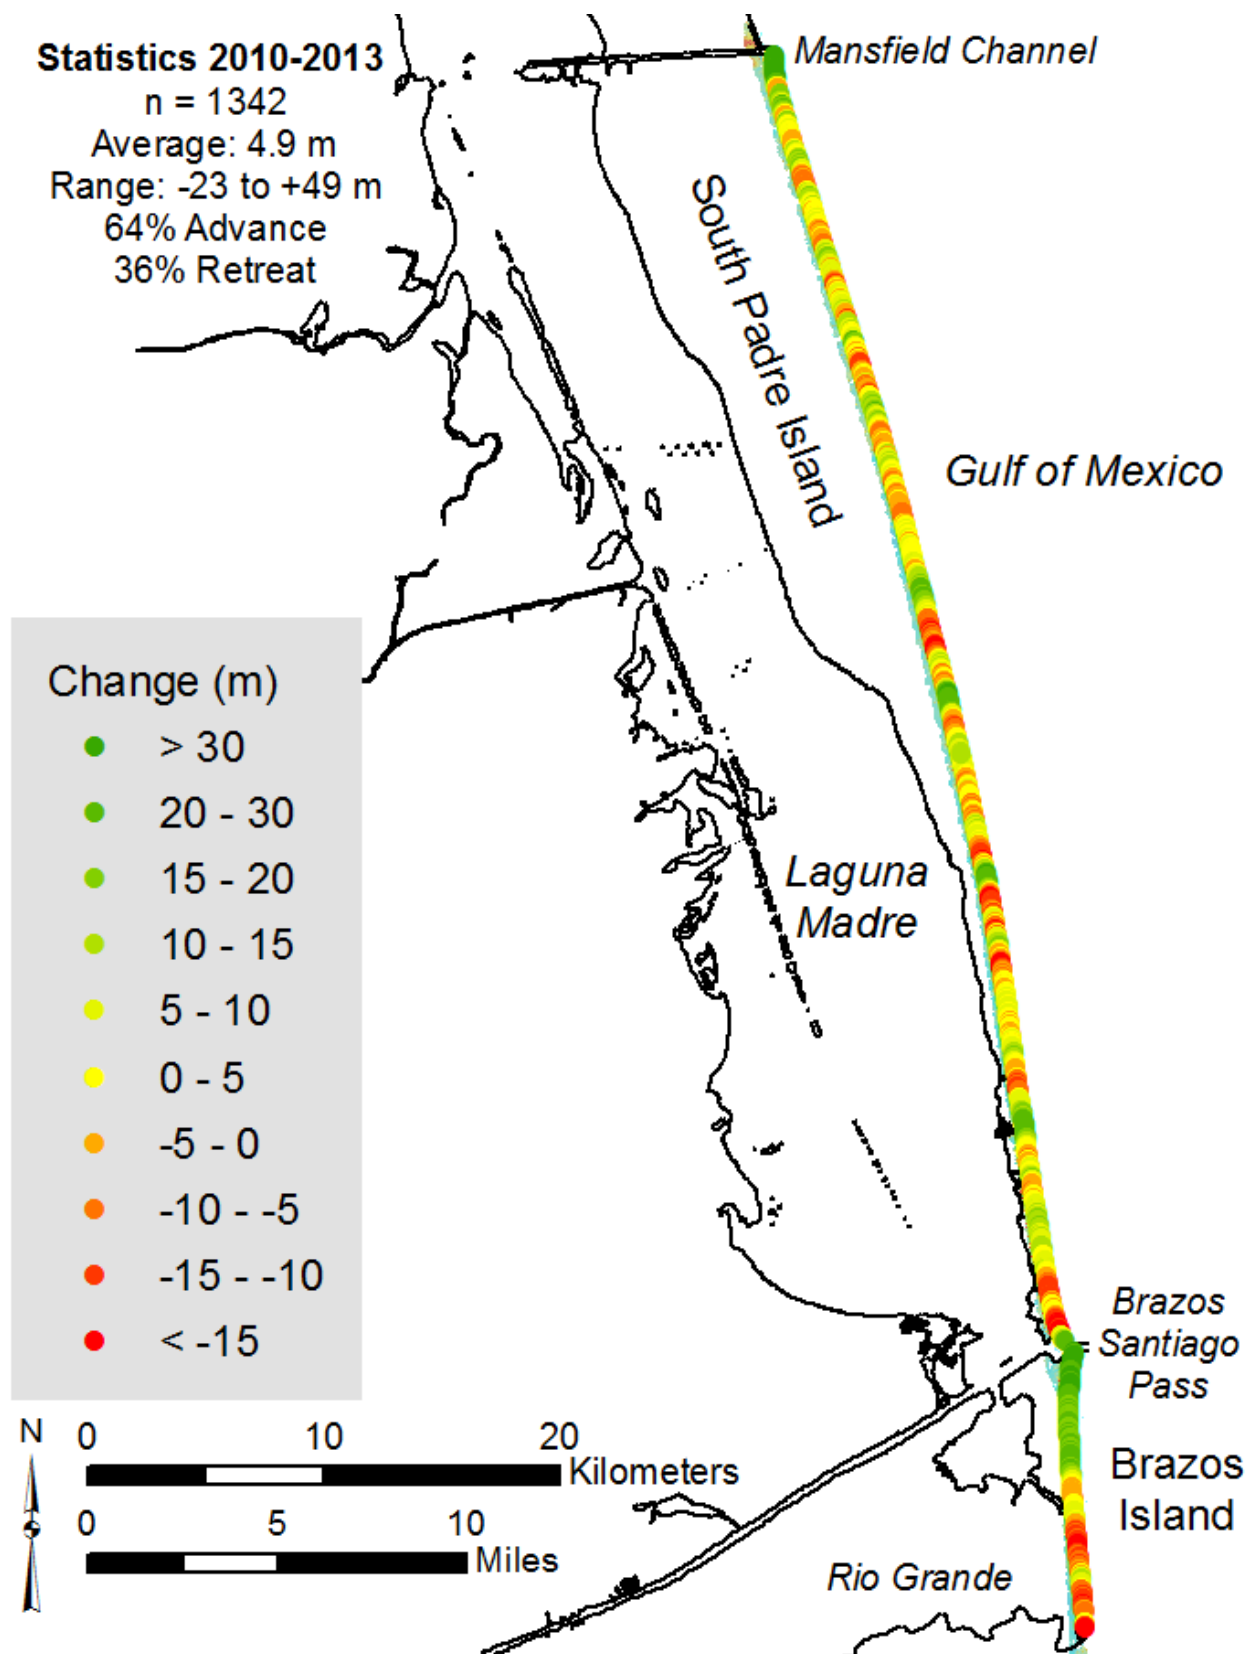 Statistics 2010-2013
n = 1342
Average: 4.9 m
Range: -23 to +49 m
64% Advance
36% Retreat
Mansfield Channel
South Padre Island
Gulf of Mexico
Change (m)
> 30
20 - 30
15 - 20
10 - 15
5 - 10
0 - 5
-5 - 0
-10 - -5
-15 - -10
< -15
Laguna
Madre
Brazos
Santiago
Pass
Brazos
Island
Rio Grande
N
0 10 20
Kilometers
0 5 10
Miles